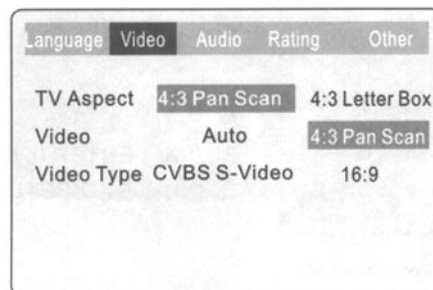 Language Video Audio Rating Other
TV Aspect 4:3 Pan Scan 4:3 Letter Box
Video Auto 4:3 Pan Scan
Video Type CVBS S-Video 16:9